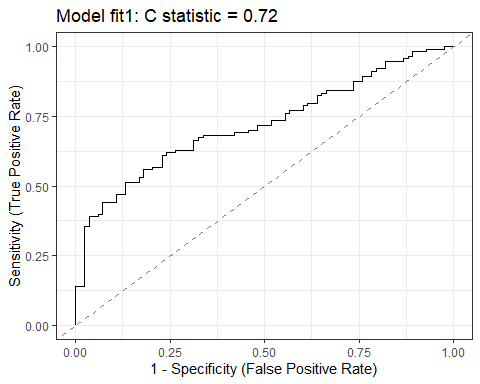 Model fit1: C statistic = 0.72
1.00
0.75
0.50
0.25
0.00
Sensitivity (True Positive Rate)
0.00 0.25 0.50 0.75 1.00
1 - Specificity (False Positive Rate)